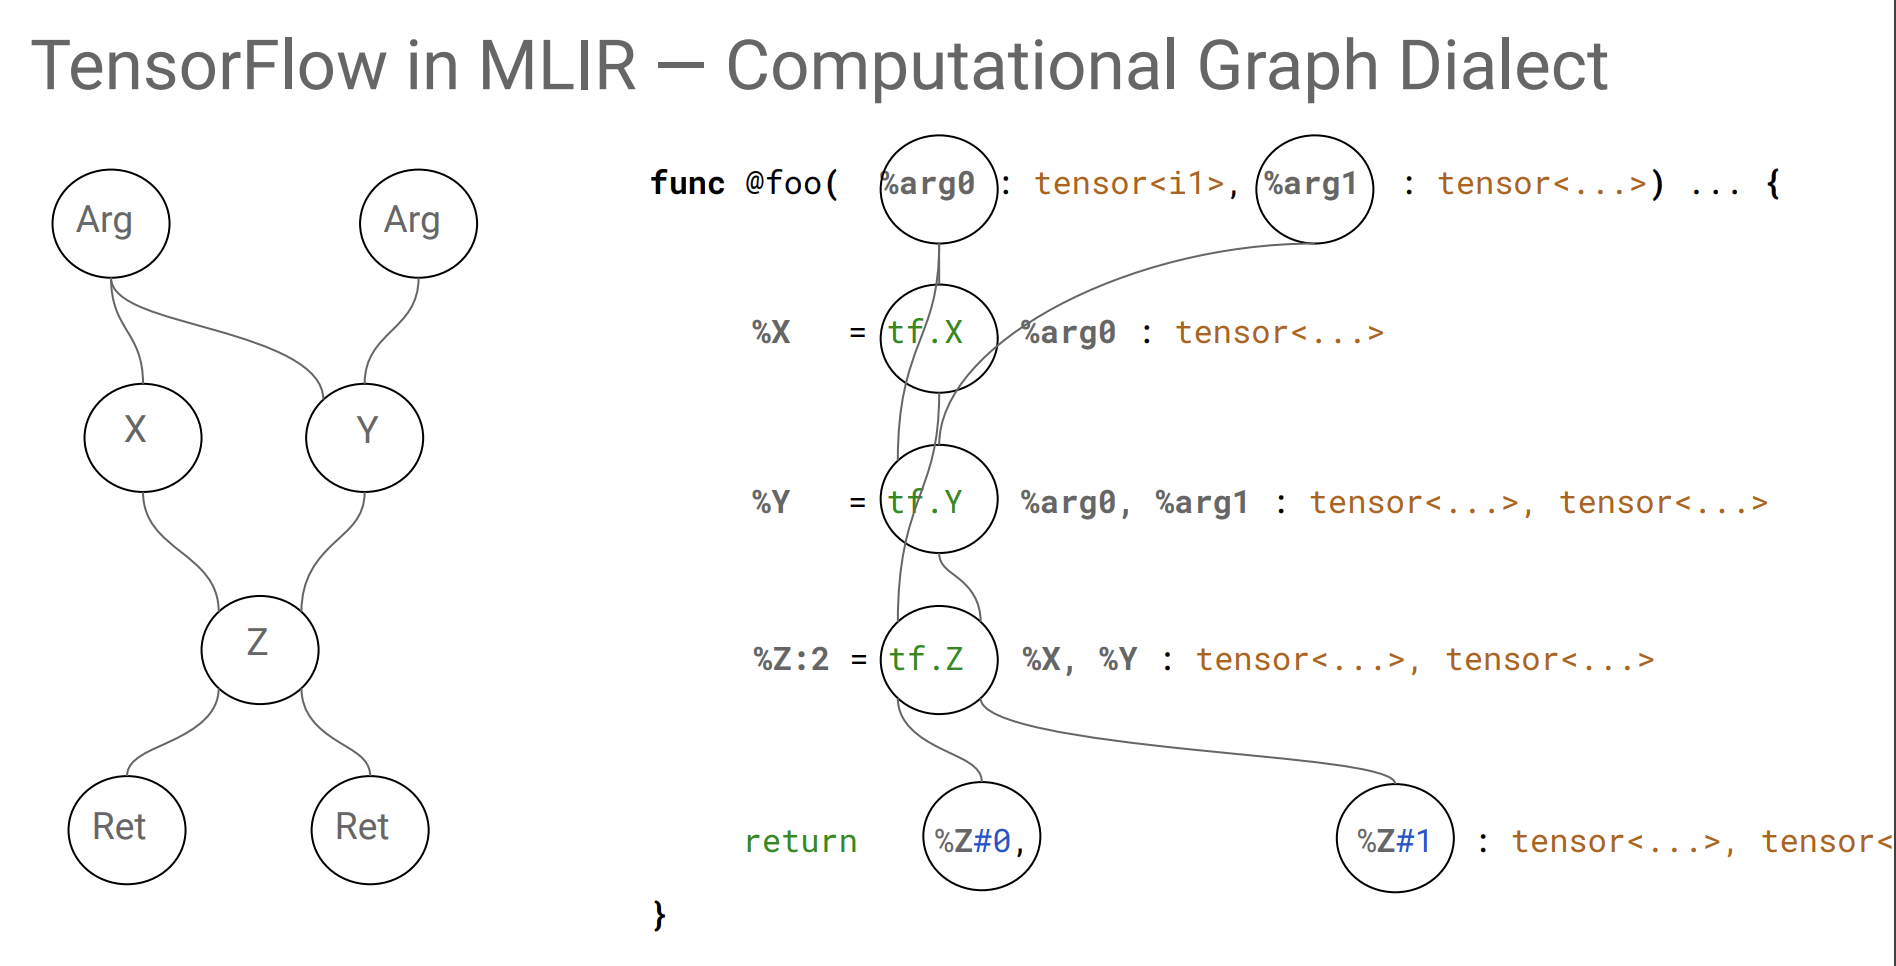 TensorFlow in MLIR — Computational Graph Dialect
Arg Arg
X Y
Z
Ret Ret
func @foo( %arg0 : tensor<i1>, %arg1 : tensor<...>) ... {
%X = tf.X %arg0 : tensor<...>
%Y = tf.Y %arg0, %arg1 : tensor<...>, tensor<...>
%Z:2 = tf.Z %X, %Y : tensor<...>, tensor<...>
return %Z#0, %Z#1 : tensor<...>, tensor<
}